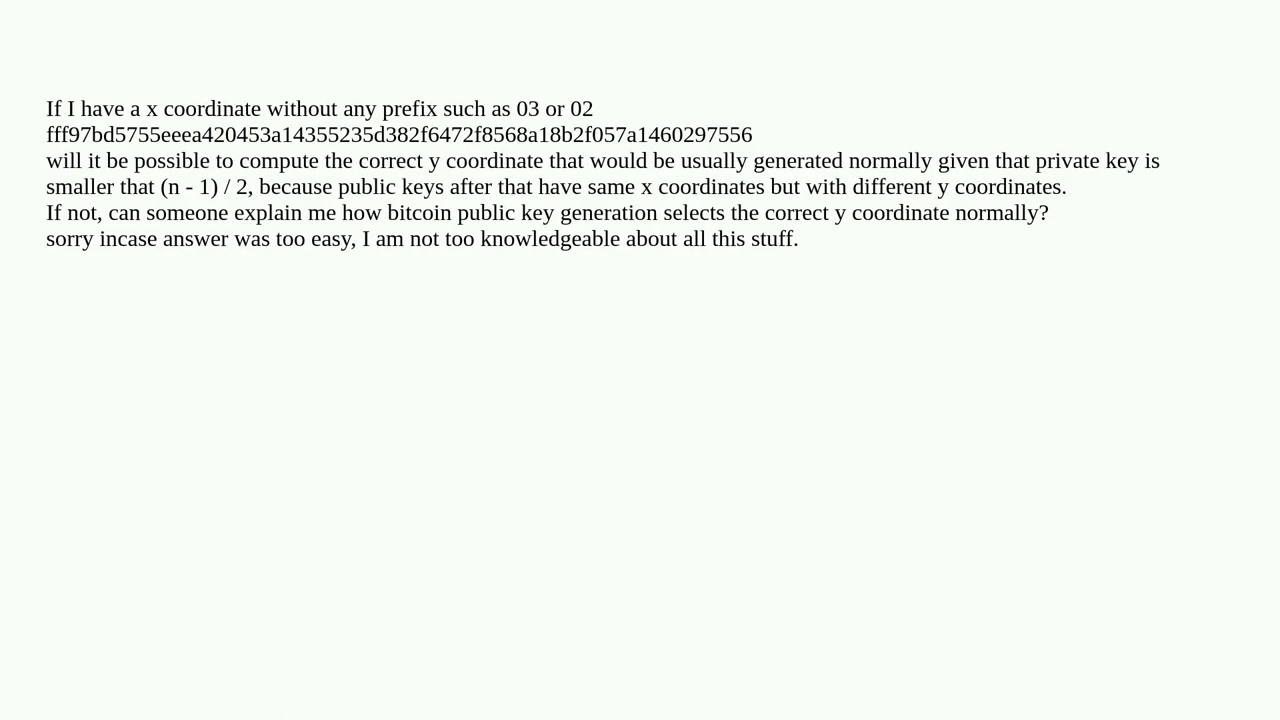 If I have a x coordinate without any prefix such as 03 or 02
fff97bd5755eeea420453a14355235d382f6472f8568a18b2f057a1460297556
will it be possible to compute the correct y coordinate that would be usually generated normally given that private key is
smaller that (n - 1) / 2, because public keys after that have same x coordinates but with different y coordinates.
If not, can someone explain me how bitcoin public key generation selects the correct y coordinate normally?
sorry incase answer was too easy, I am not too knowledgeable about all this stuff.